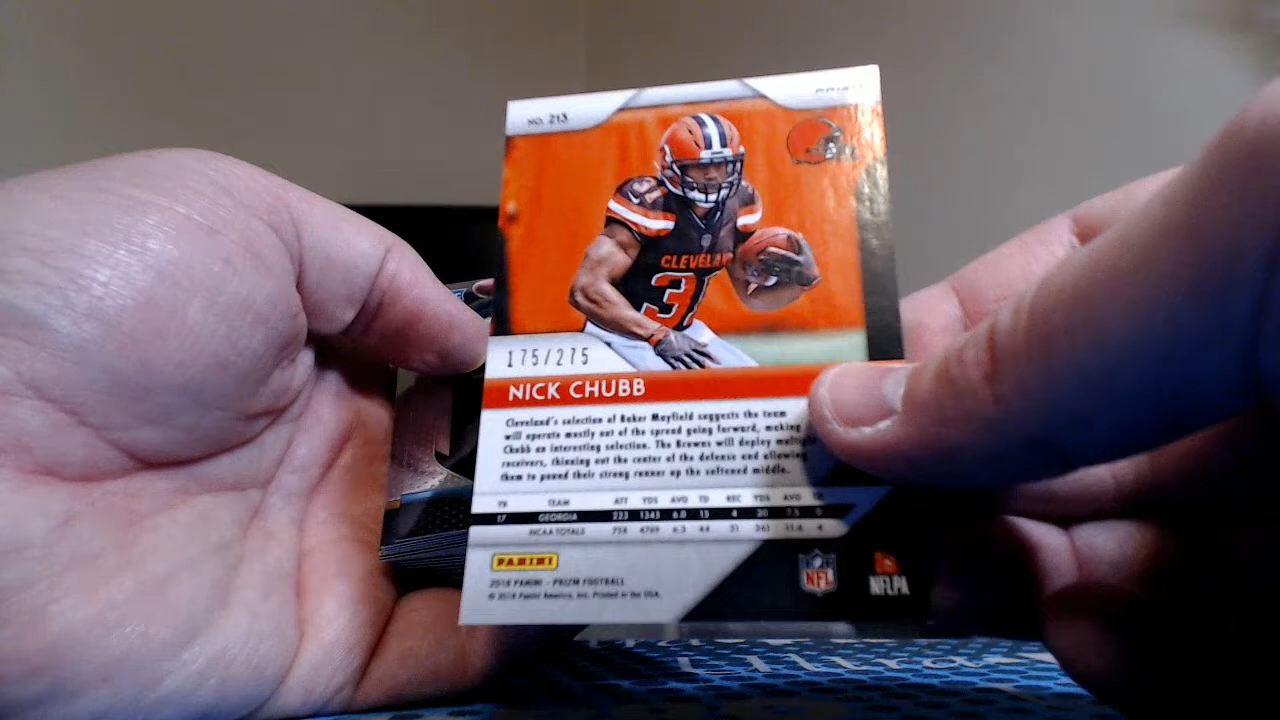 NO. 213
PRIZM
31
CLEVELAN
31
175/275
NICK CHUBB
Cleveland's selection of Baker Mayfield suggests the team
will operate mostly out of the spread going forward, making
Chubb an interesting selection. The Browns will deploy multiple
receivers, thinning out the center of the defense and allowing
them to pound their strong runner up the softened middle.
YR TEAM ATT YDS AVG TD REC YDS AVG TD
17 GEORGIA 223 1345 6.0 15 4 30 7.5 0
NCAA TOTALS 758 4769 6.3 44 31 361 11.6 4
PANINI
2018 PANINI - PRIZM FOOTBALL
© 2018 Panini America, Inc. Printed in the USA.
NFL
NFLPA
Ultra